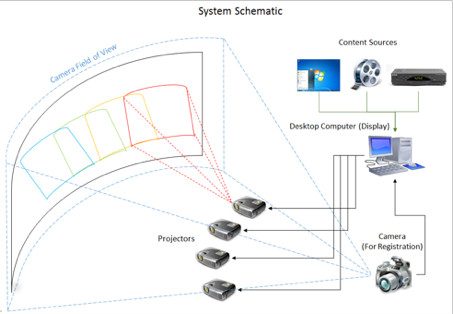 System Schematic
Camera Field of View
Content Sources
Desktop Computer (Display)
Projectors
Camera
(For Registration)